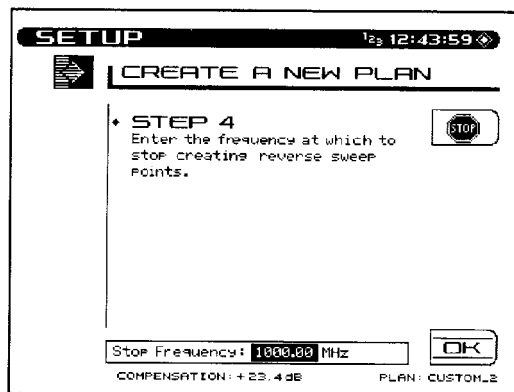 SETUP 123 12:43:59
CREATE A NEW PLAN
STEP 4
Enter the frequency at which to
stop creating reverse sweep
points.
STOP
Stop Frequency: 1000.00 MHz
OK
COMPENSATION: +23.4dB PLAN: CUSTOM_2